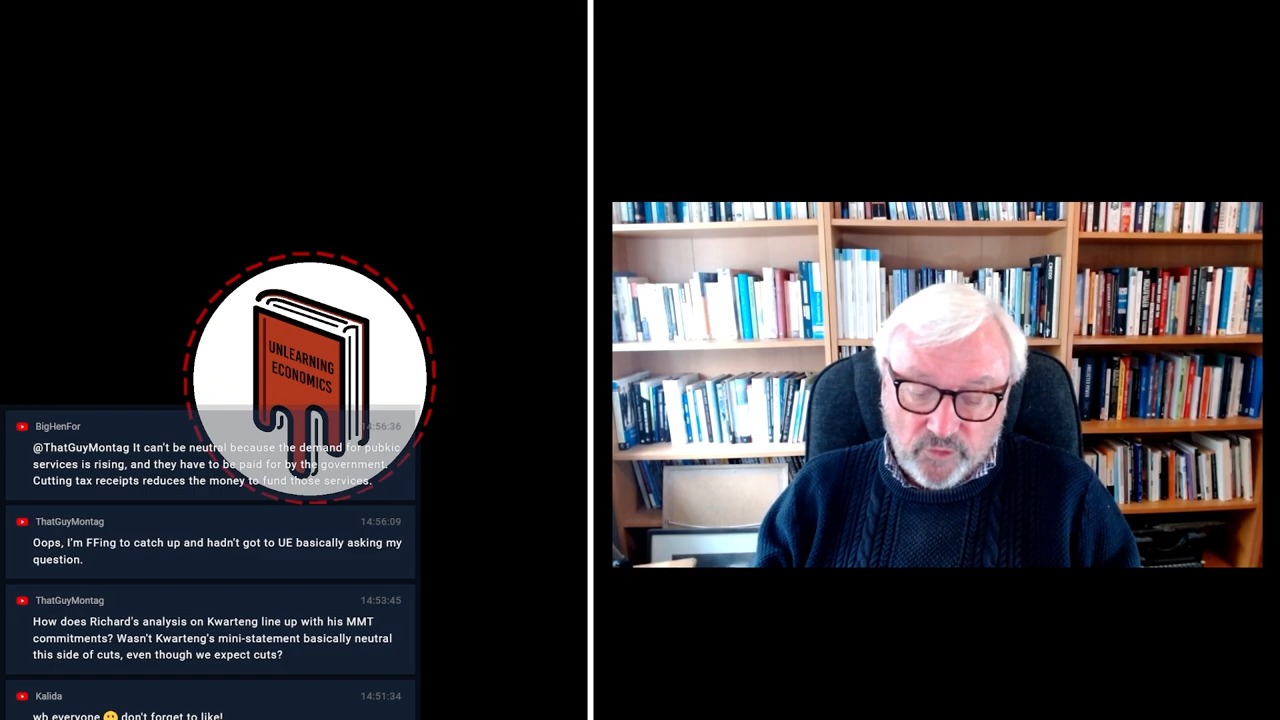 UNLEARNING
ECONOMICS
BigHenFor 14:56:36
@ThatGuyMontag It can't be neutral because the demand for pubkic
services is rising, and they have to be paid for by the government.
Cutting tax receipts reduces the money to fund those services.
ThatGuyMontag 14:56:09
Oops, I'm FFing to catch up and hadn't got to UE basically asking my
question.
ThatGuyMontag 14:53:45
How does Richard's analysis on Kwarteng line up with his MMT
commitments? Wasn't Kwarteng's mini-statement basically neutral
this side of cuts, even though we expect cuts?
Kalida 14:51:34
wb everyone 😶 don't forget to like!